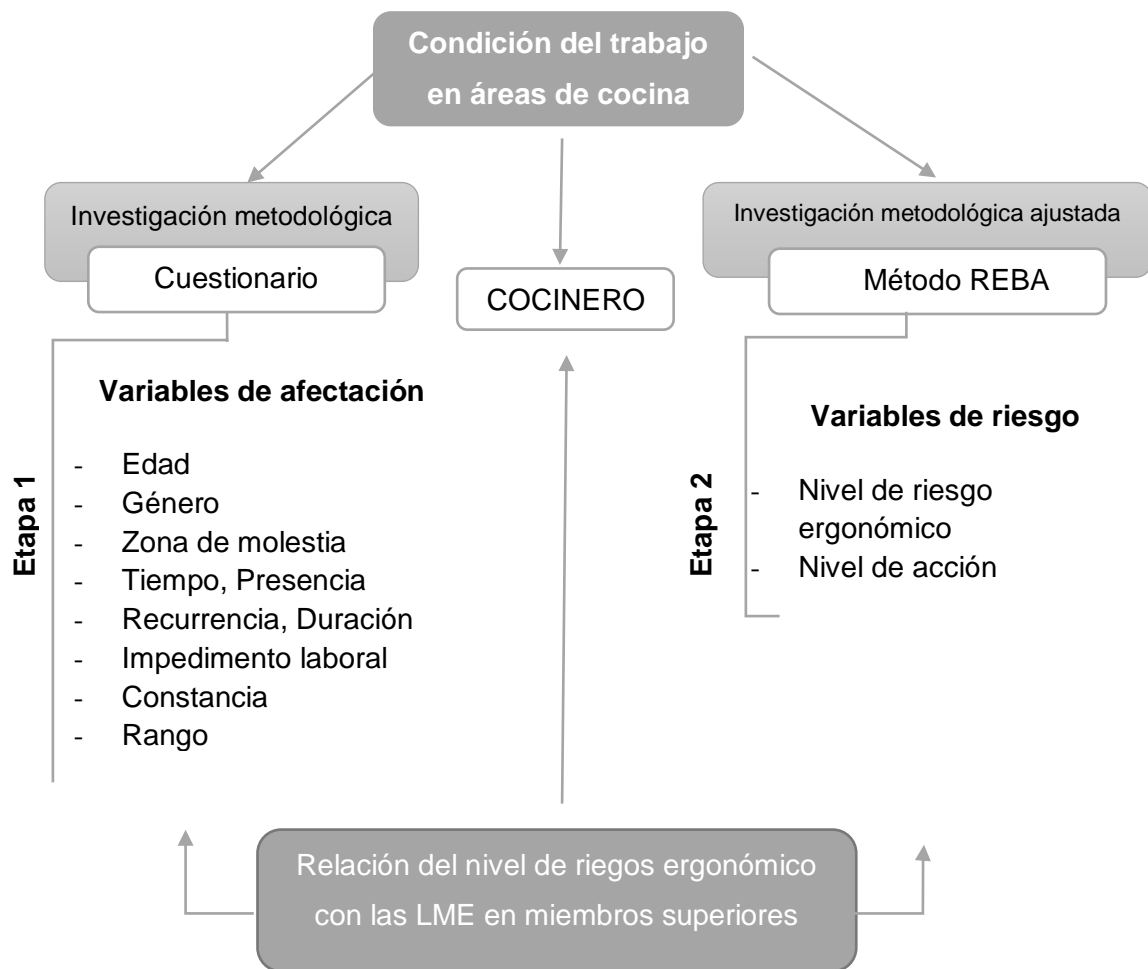 Condición del trabajo
en áreas de cocina
Investigación metodológica
Cuestionario
COCINERO
Investigación metodológica ajustada
Método REBA
Etapa 1
Variables de afectación
- Edad
- Género
- Zona de molestia
- Tiempo, Presencia
- Recurrencia, Duración
- Impedimento laboral
- Constancia
- Rango
Etapa 2
Variables de riesgo
- Nivel de riesgo
ergonómico
- Nivel de acción
Relación del nivel de riegos ergonómico
con las LME en miembros superiores